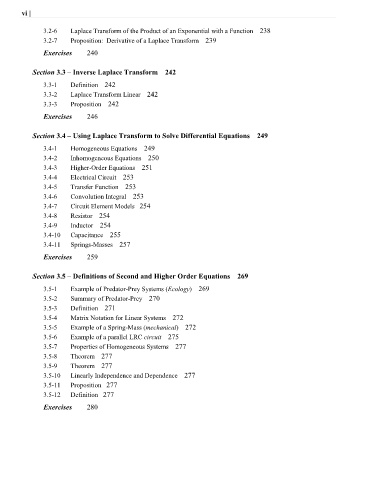 vi |
3.2-6 Laplace Transform of the Product of an Exponential with a Function 238
3.2-7 Proposition: Derivative of a Laplace Transform 239
Exercises 240
Section 3.3 – Inverse Laplace Transform 242
3.3-1 Definition 242
3.3-2 Laplace Transform Linear 242
3.3-3 Proposition 242
Exercises 246
Section 3.4 – Using Laplace Transform to Solve Differential Equations 249
3.4-1 Homogeneous Equations 249
3.4-2 Inhomogeneous Equations 250
3.4-3 Higher-Order Equations 251
3.4-4 Electrical Circuit 253
3.4-5 Transfer Function 253
3.4-6 Convolution Integral 253
3.4-7 Circuit Element Models 254
3.4-8 Resistor 254
3.4-9 Inductor 254
3.4-10 Capacitance 255
3.4-11 Springs-Masses 257
Exercises 259
Section 3.5 – Definitions of Second and Higher Order Equations 269
3.5-1 Example of Predator-Prey Systems (Ecology) 269
3.5-2 Summary of Predator-Prey 270
3.5-3 Definition 271
3.5-4 Matrix Notation for Linear Systems 272
3.5-5 Example of a Spring-Mass (mechanical) 272
3.5-6 Example of a parallel LRC circuit 275
3.5-7 Properties of Homogeneous Systems 277
3.5-8 Theorem 277
3.5-9 Theorem 277
3.5-10 Linearly Independence and Dependence 277
3.5-11 Proposition 277
3.5-12 Definition 277
Exercises 280